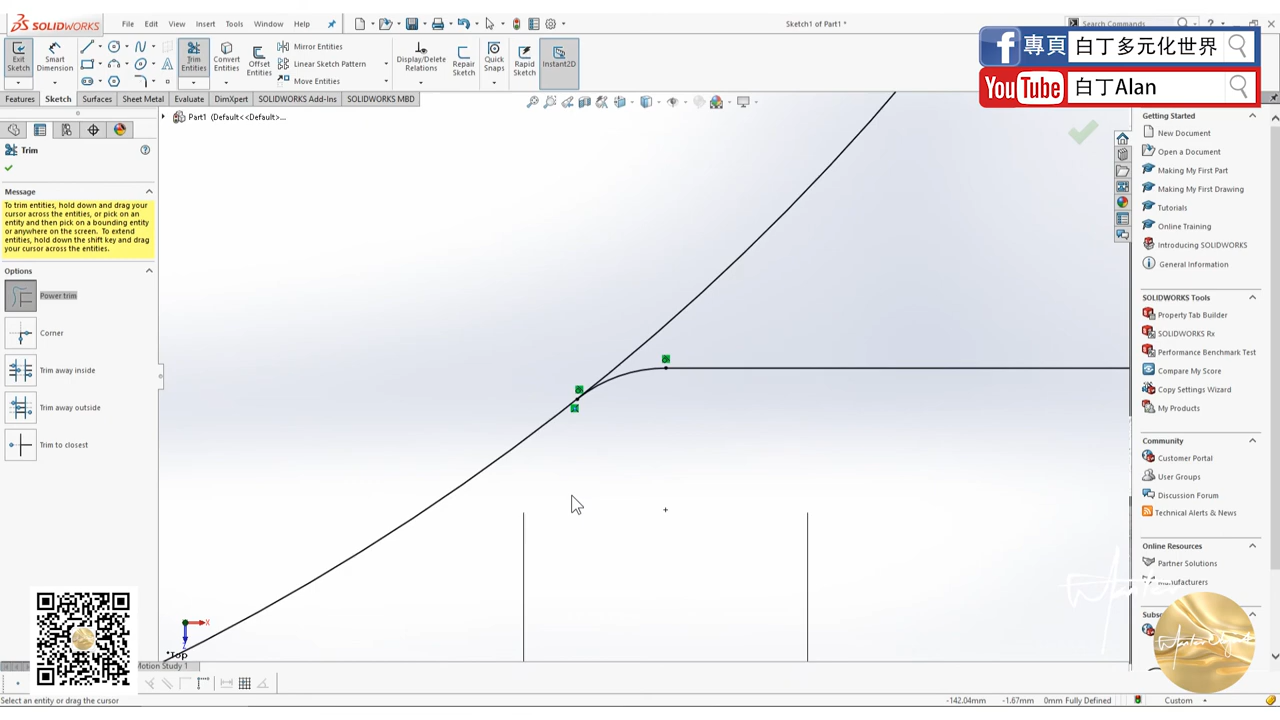 SOLIDWORKS
File Edit View Insert Tools Window Help
Sketch1 of Part1 *
Search Commands
Exit Sketch
Smart Dimension
Trim Entities
Convert Entities
Offset Entities
Mirror Entities
Linear Sketch Pattern
Move Entities
Display/Delete Relations
Repair Sketch
Quick Snaps
Rapid Sketch
Instant2D
專頁 白丁多元化世界
YouTube 白丁Alan
Features Sketch Surfaces Sheet Metal Evaluate DimXpert SOLIDWORKS Add-Ins SOLIDWORKS MBD
Part1 (Default<<Default>...
Trim
Message
To trim entities, hold down and drag your
cursor across the entities, or pick on an
entity and then pick on a bounding entity
or anywhere on the screen. To extend
entities, hold down the shift key and drag
your cursor across the entities.
Options
Power trim
Corner
Trim away inside
Trim away outside
Trim to closest
Getting Started
New Document
Open a Document
Making My First Part
Making My First Drawing
Tutorials
Online Training
Introducing SOLIDWORKS
General Information
SOLIDWORKS Tools
Property Tab Builder
SOLIDWORKS Rx
Performance Benchmark Test
Compare My Score
Copy Settings Wizard
My Products
Community
Customer Portal
User Groups
Discussion Forum
Technical Alerts & News
Online Resources
Partner Solutions
Manufacturers
X
*Top
Motion Study 1
Select an entity or drag the cursor
-142.04mm -1.67mm 0mm Fully Defined Custom